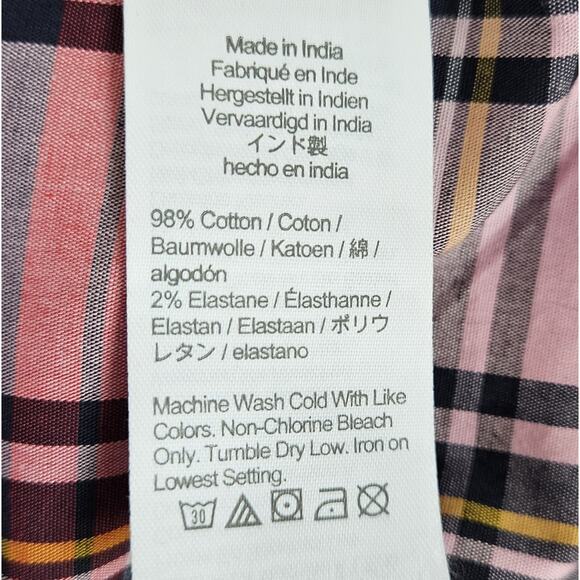 Made in India
Fabriqué en Inde
Hergestellt in Indien
Vervaardigd in India
インド製
hecho en india
98% Cotton / Coton /
Baumwolle / Katoen / 綿 /
algodón
2% Elastane / Élasthanne /
Elastan / Elastaan / ポリウ
レタン / elastano
Machine Wash Cold With Like
Colors. Non-Chlorine Bleach
Only. Tumble Dry Low. Iron on
Lowest Setting.
30